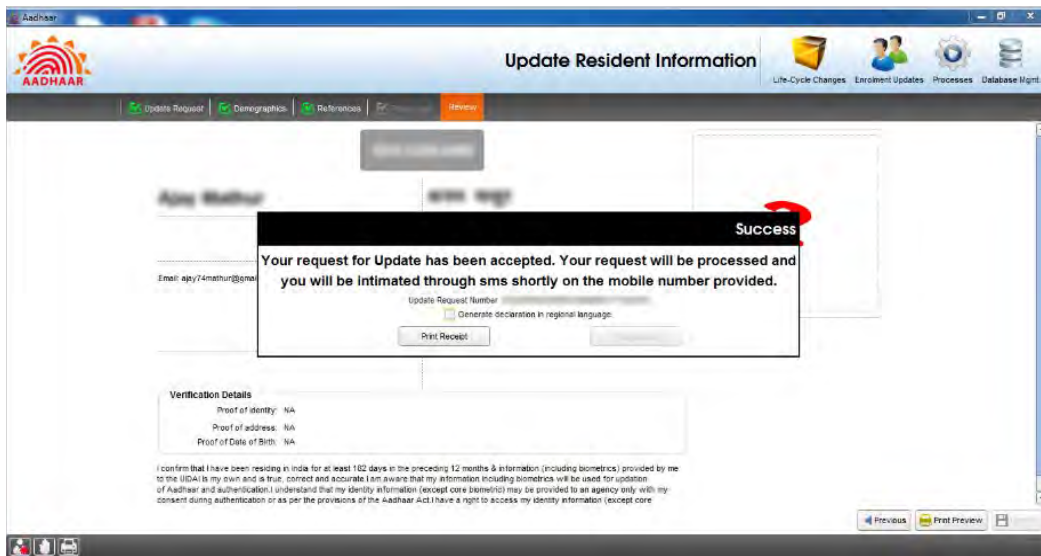 Aadhaar
AADHAAR
Update Resident Information
Life-Cycle Changes
Enrolment Updates
Processes
Database Mgmt
Update Request
Demographics
References
Review
Ajay Mathur
Success
Your request for Update has been accepted. Your request will be processed and
you will be intimated through sms shortly on the mobile number provided.
Email: ajay74mathur@gmai
Update Request Number
Generate declaration in regional language
Print Receipt
Verification Details
Proof of identity: NA
Proof of address: NA
Proof of Date of Birth: NA
I confirm that I have been residing in India for at least 182 days in the preceding 12 months & information (including biometrics) provided by me
to the UIDAI is my own and is true, correct and accurate I am aware that my information including biometrics will be used for updation
of Aadhaar and authentication.I understand that my identity information (except core biometric) may be provided to an agency only with my
consent during authentication or as per the provisions of the Aadhaar Act.I have a right to access my identity information (except core
Previous
Print Preview